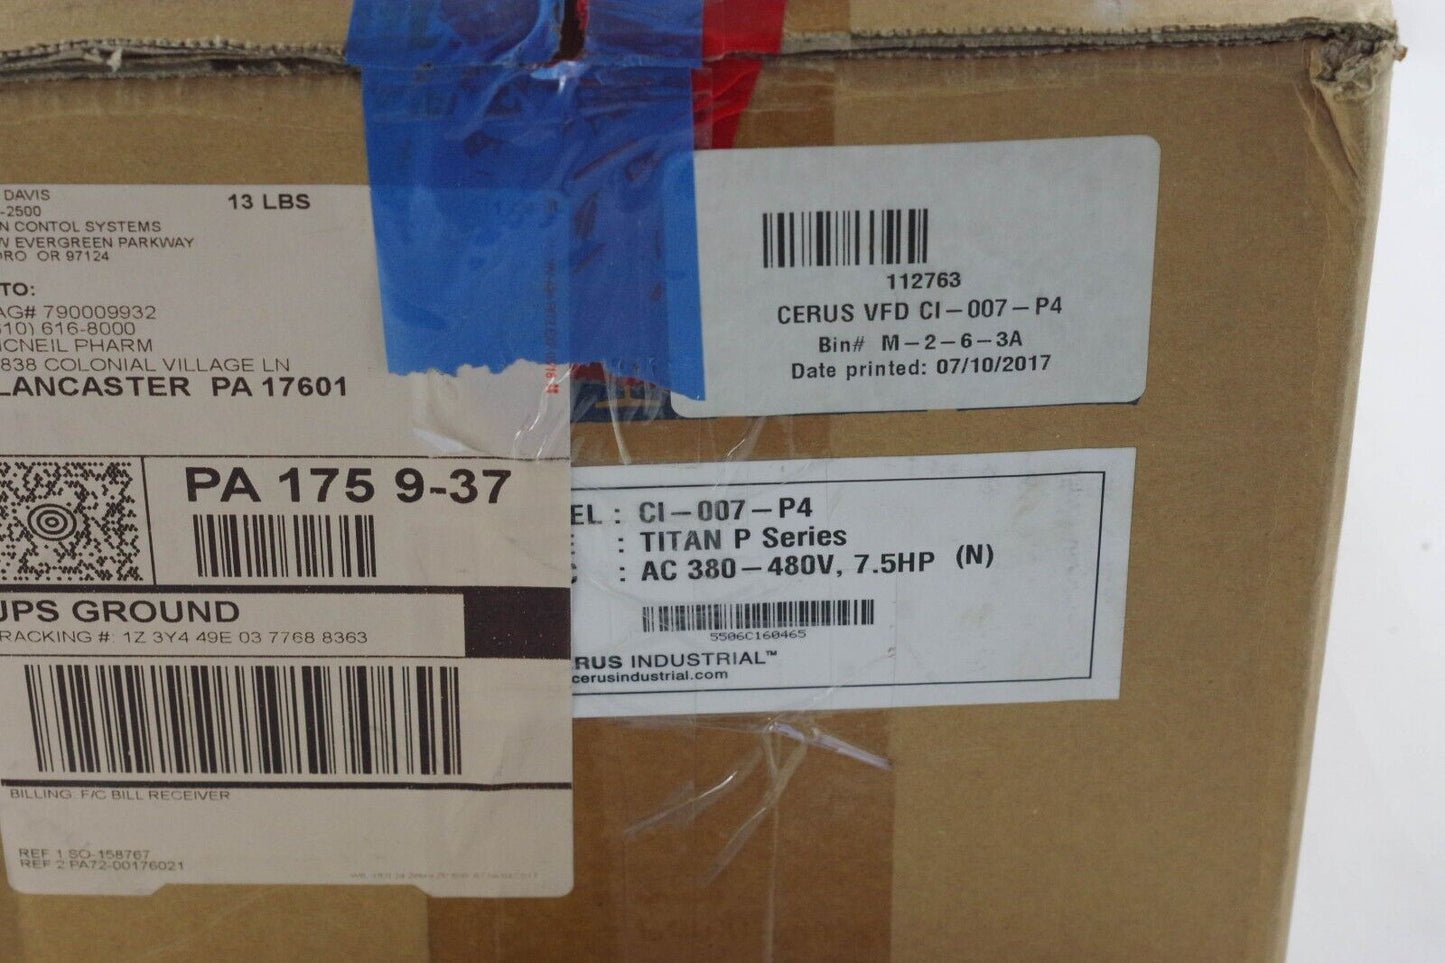 DAVIS
-2500
N CONTOL SYSTEMS
W EVERGREEN PARKWAY
ORO OR 97124
13 LBS
TO:
AG# 790009932
10) 616-8000
CNEIL PHARM
838 COLONIAL VILLAGE LN
LANCASTER PA 17601
PA 175 9-37
UPS GROUND
RACKING #: 1Z 3Y4 49E 03 7768 8363
BILLING: F/C BILL RECEIVER
REF 1:SO-158767
REF 2:PA72-00176021
112763
CERUS VFD CI-007-P4
Bin# M-2-6-3A
Date printed: 07/10/2017
EL : CI-007-P4
E : TITAN P Series
C : AC 380-480V, 7.5HP (N)
5506C160465
ERUS INDUSTRIAL™
cerusindustrial.com